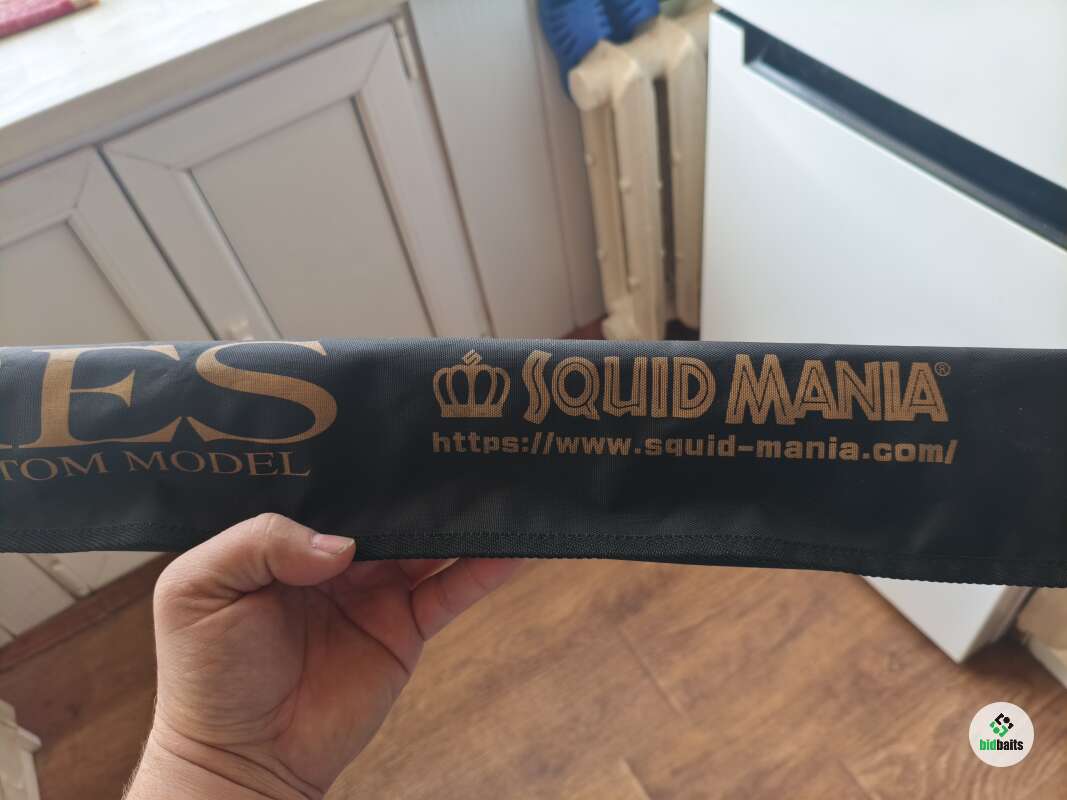 ES
TOM MODEL
SQUID MANIA®
https://www.squid-mania.com/
bidbaits